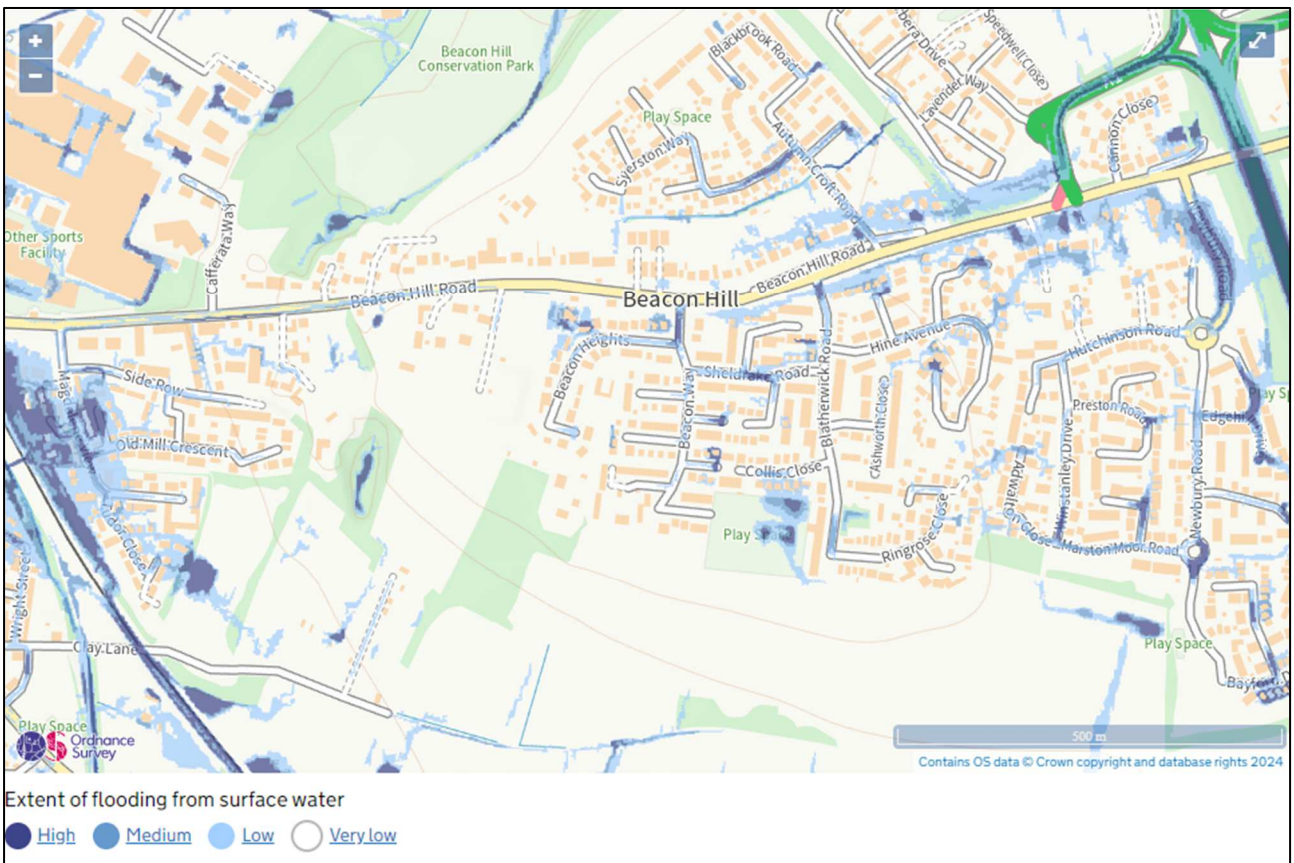 +
−
Beacon Hill
Conservation Park
Play Space
Blackbrook Road
Speedwell Close
Lavender Way
Cannon Close
Syerston Way
Autumn Croft Road
Other Sports
Facility
Cafferata Way
Beacon Hill Road
Beacon Hill
Beacon Hill Road
Side Row
Old Mill Crescent
Beacon Heights
Sheldrake Road
Beacon Way
Blatherwick Road
Hine Avenue
Ashworth Close
Collis Close
Hutchinson Road
Preston Road
Winstanley Drive
Adwalton Close
Newbury Road
Ringrose Close
Marston Moor Road
Wright Street
Clay Lane
Play Space
Play Space
Ordnance
Survey
500 m
Contains OS data © Crown copyright and database rights 2024
Extent of flooding from surface water
High Medium Low Very low